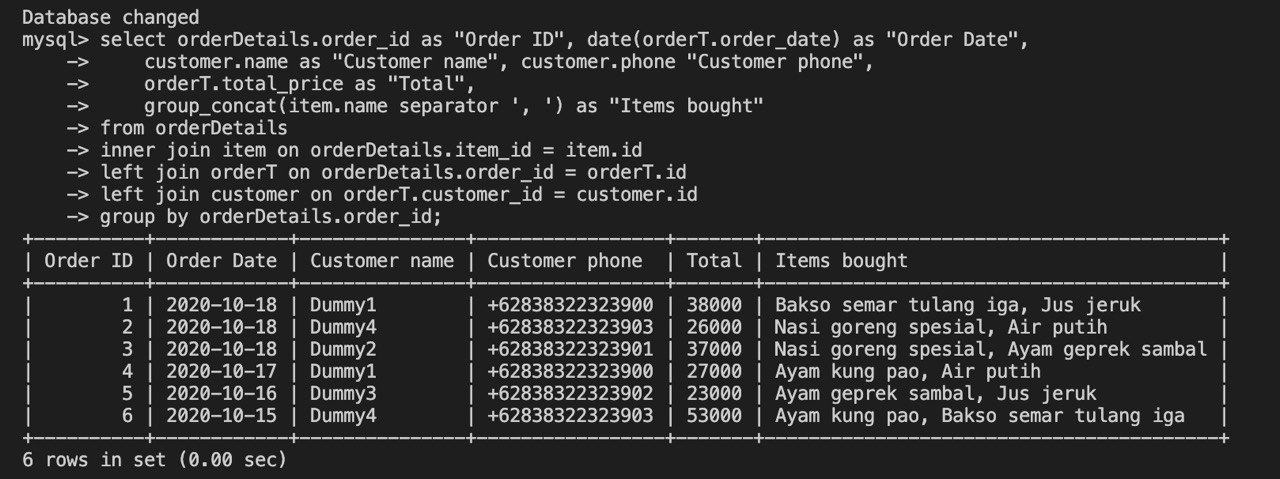 Database changed
mysql> select orderDetails.order_id as "Order ID", date(orderT.order_date) as "Order Date",
    ->     customer.name as "Customer name", customer.phone "Customer phone",
    ->     orderT.total_price as "Total",
    ->     group_concat(item.name separator ', ') as "Items bought"
    -> from orderDetails
    -> inner join item on orderDetails.item_id = item.id
    -> left join orderT on orderDetails.order_id = orderT.id
    -> left join customer on orderT.customer_id = customer.id
    -> group by orderDetails.order_id;
+----------+------------+---------------+-----------------+-------+-----------------------------------------+
| Order ID | Order Date | Customer name | Customer phone  | Total | Items bought                            |
+----------+------------+---------------+-----------------+-------+-----------------------------------------+
|        1 | 2020-10-18 | Dummy1        | +62838322323900 | 38000 | Bakso semar tulang iga, Jus jeruk       |
|        2 | 2020-10-18 | Dummy4        | +62838322323903 | 26000 | Nasi goreng spesial, Air putih          |
|        3 | 2020-10-18 | Dummy2        | +62838322323901 | 37000 | Nasi goreng spesial, Ayam geprek sambal |
|        4 | 2020-10-17 | Dummy1        | +62838322323900 | 27000 | Ayam kung pao, Air putih                |
|        5 | 2020-10-16 | Dummy3        | +62838322323902 | 23000 | Ayam geprek sambal, Jus jeruk           |
|        6 | 2020-10-15 | Dummy4        | +62838322323903 | 53000 | Ayam kung pao, Bakso semar tulang iga   |
+----------+------------+---------------+-----------------+-------+-----------------------------------------+
6 rows in set (0.00 sec)